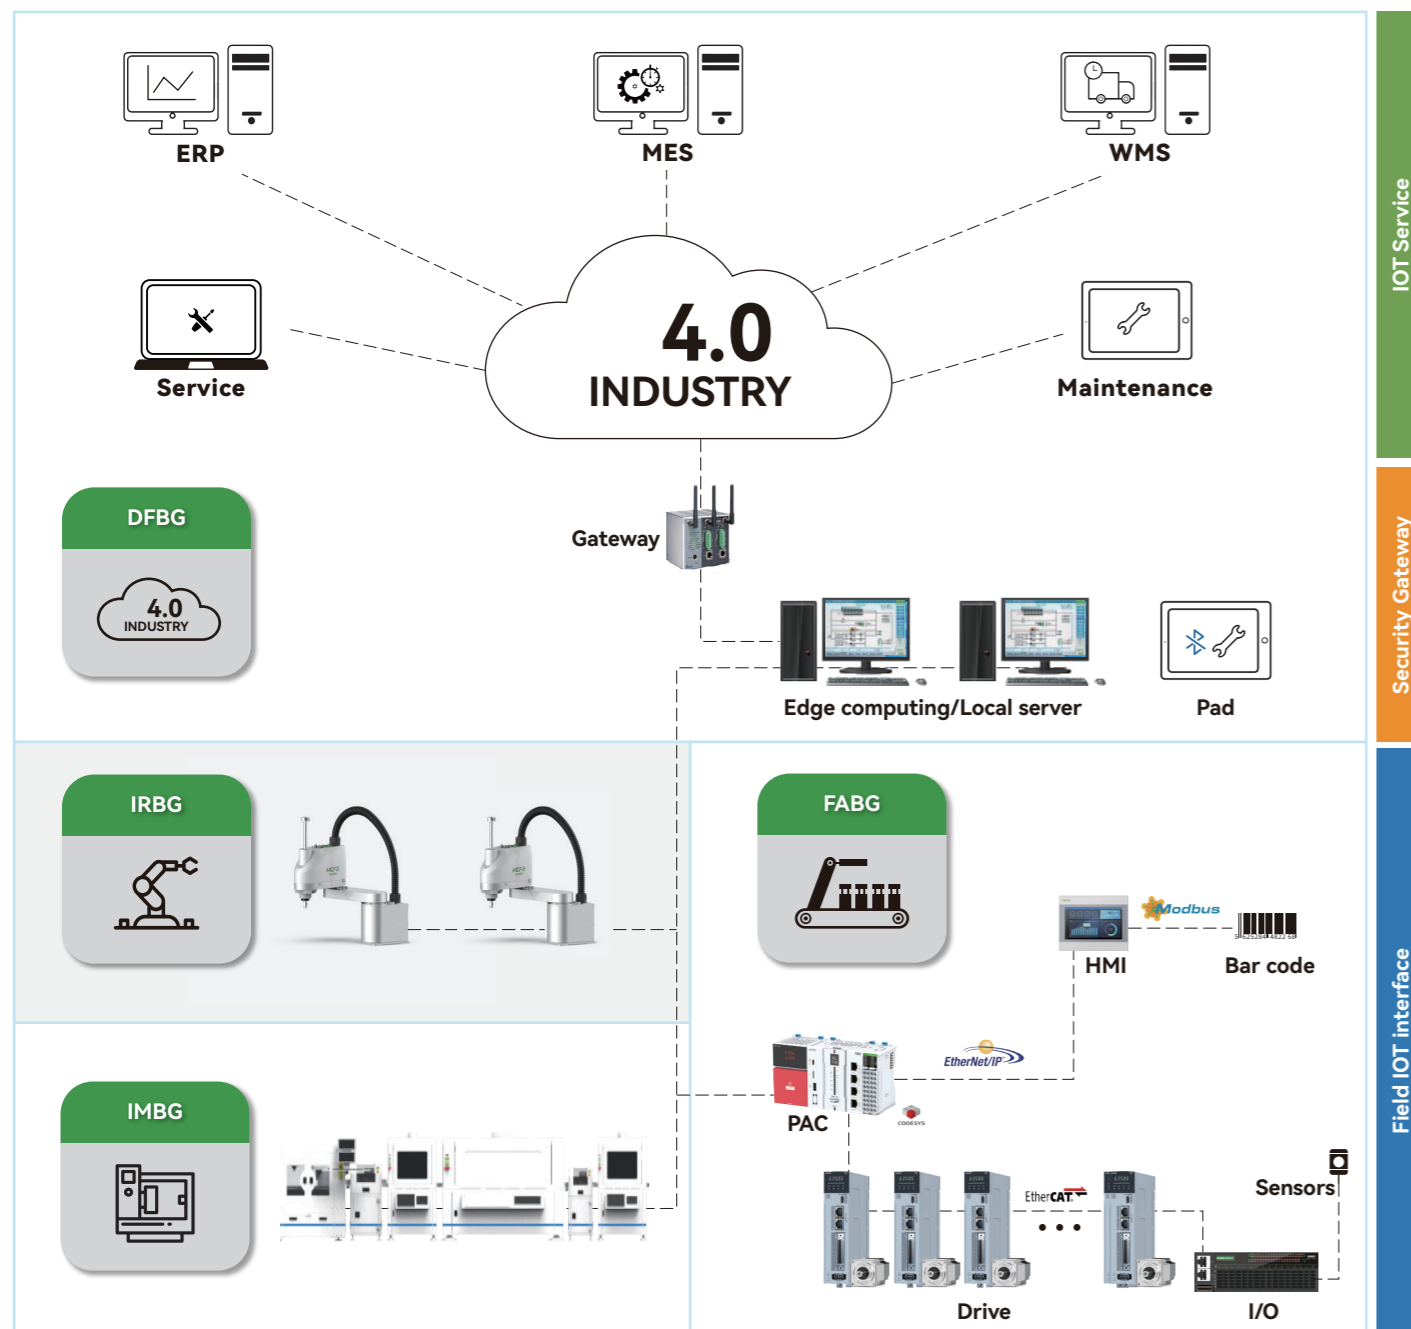 ERP
MES
WMS
IOT Service
4.0
INDUSTRY
Service
Maintenance
DFBG
4.0
INDUSTRY
Gateway
Security Gateway
Edge computing/Local server
Pad
IRBG
FABG
Modbus
HMI
Bar code
Field IOT interface
EtherNet/IP
PAC
CODESYS
IMBG
EtherCAT
Sensors
Drive
I/O